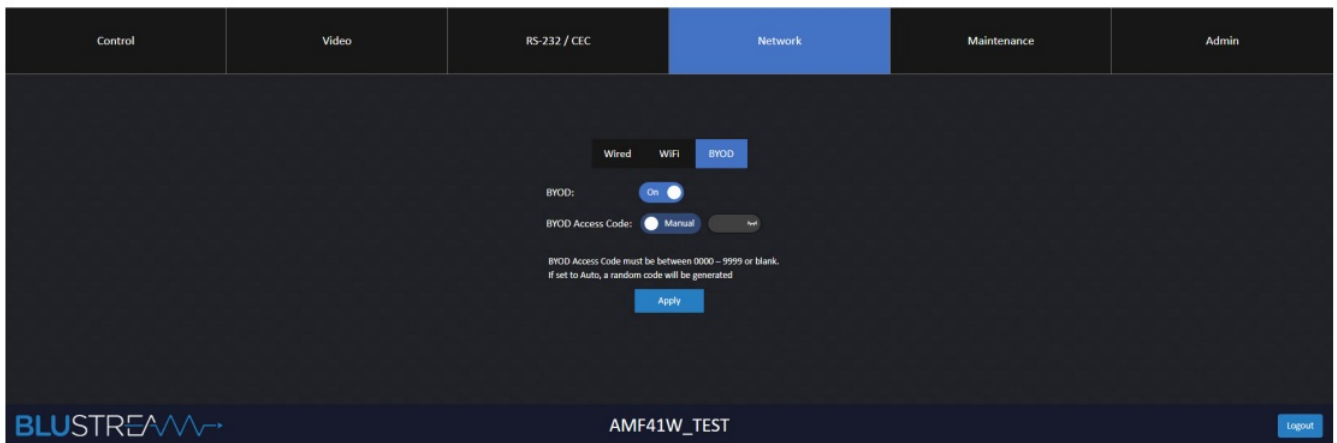 Control Video RS-232 / CEC Network Maintenance Admin
Wired WiFi BYOD
BYOD: On
BYOD Access Code: Manual
BYOD Access Code must be between 0000 – 9999 or blank.
If set to Auto, a random code will be generated
Apply
BLUSTREAM AMF41W_TEST Logout